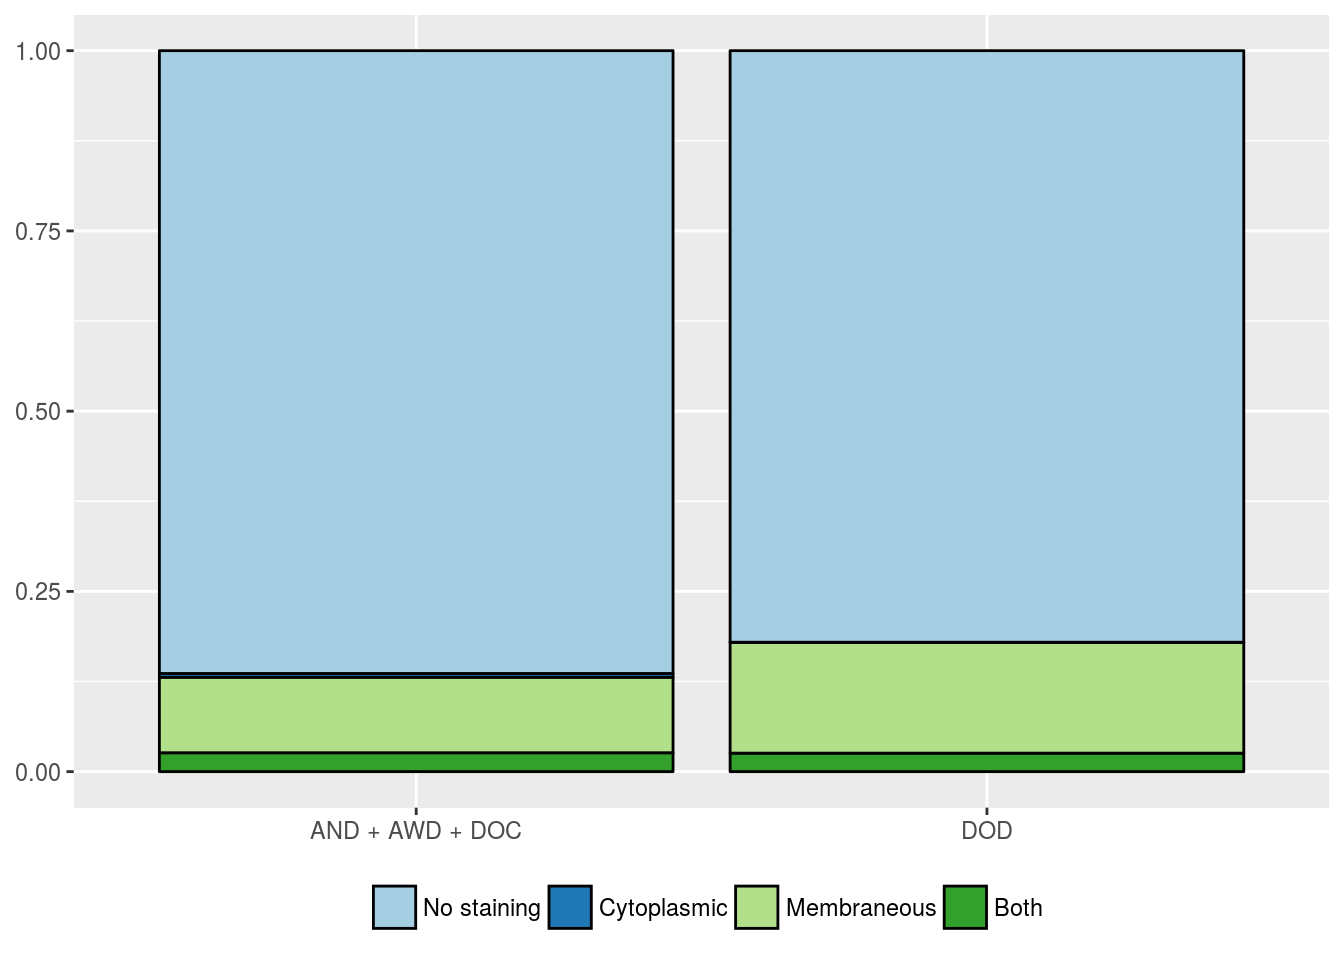 1.00
0.75
0.50
0.25
0.00
AND + AWD + DOC DOD
No staining Cytoplasmic Membraneous Both